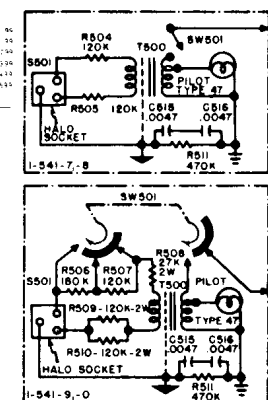 R504
120K
T500
SW501
S501
PILOT
TYPE 47
R505 120K
C515
.0047
C516
.0047
HALO
SOCKET
R511
470K
1-541-7,-8
SW501
R508
27K
2W
R506
180K
R507
120K
S501
T500
PILOT
R509-120K-2W
TYPE 47
C515
.0047
C516
.0047
R510-120K-2W
HALO SOCKET
R511
470K
1-541-9,-0